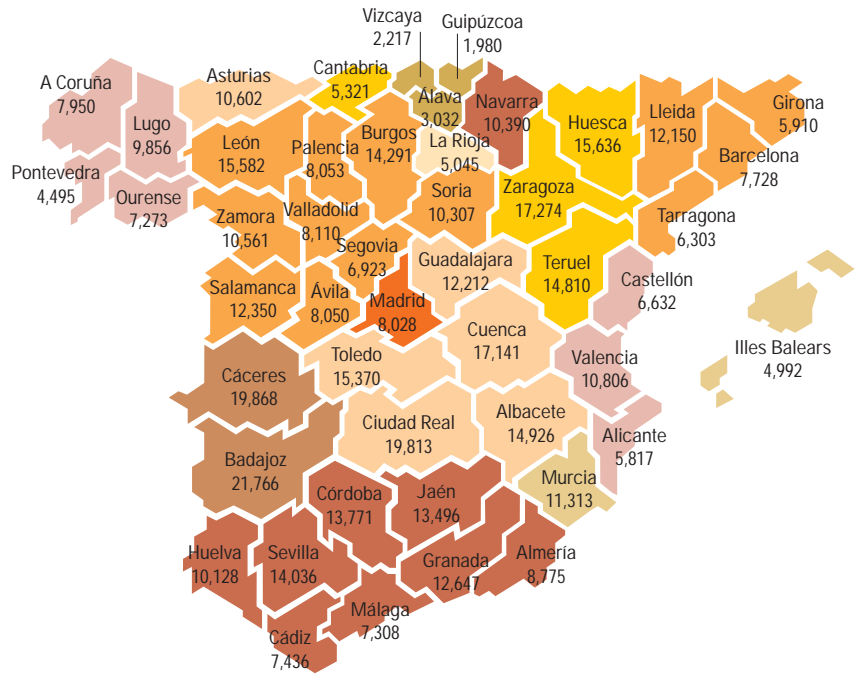 Vizcaya
2,217
Guipúzcoa
1,980
A Coruña
7,950
Lugo
9,856
Asturias
10,602
Cantabria
5,321
Álava
3,032
Navarra
10,390
Huesca
15,636
Lleida
12,150
Girona
5,910
Barcelona
7,728
Pontevedra
4,495
Ourense
7,273
León
15,582
Palencia
8,053
Burgos
14,291
La Rioja
5,045
Zamora
10,561
Valladolid
8,110
Soria
10,307
Zaragoza
17,274
Tarragona
6,303
Segovia
6,923
Guadalajara
12,212
Teruel
14,810
Castellón
6,632
Salamanca
12,350
Ávila
8,050
Madrid
8,028
Cuenca
17,141
Illes Balears
4,992
Toledo
15,370
Valencia
10,806
Cáceres
19,868
Ciudad Real
19,813
Albacete
14,926
Alicante
5,817
Badajoz
21,766
Murcia
11,313
Córdoba
13,771
Jaén
13,496
Huelva
10,128
Sevilla
14,036
Granada
12,647
Almería
8,775
Málaga
7,308
Cádiz
7,436